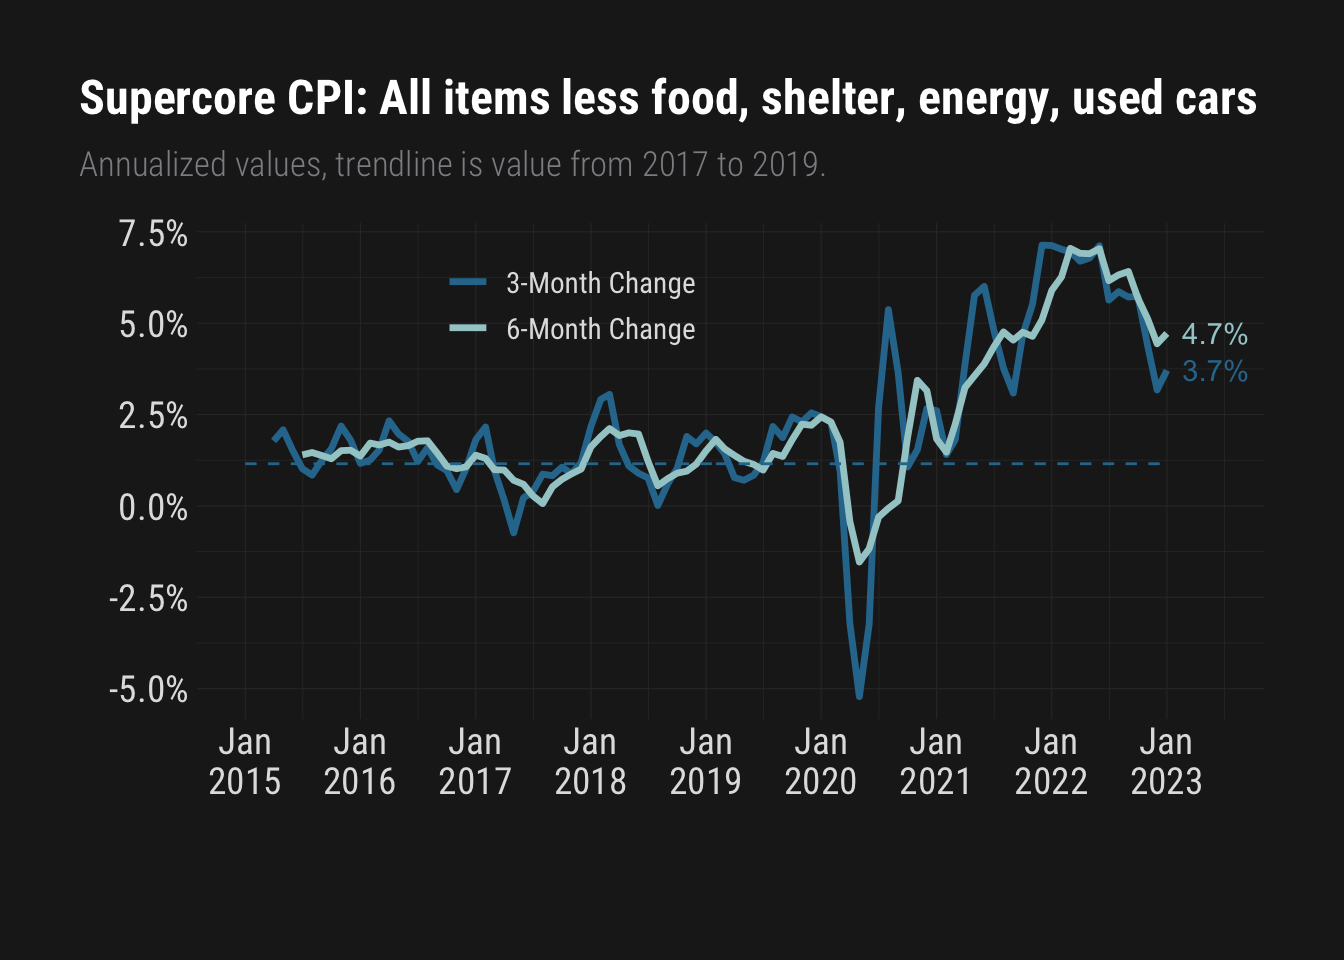 Supercore CPI: All items less food, shelter, energy, used cars
Annualized values, trendline is value from 2017 to 2019.
7.5%
5.0%
2.5%
0.0%
-2.5%
-5.0%
3-Month Change
6-Month Change
4.7%
3.7%
Jan 2015
Jan 2016
Jan 2017
Jan 2018
Jan 2019
Jan 2020
Jan 2021
Jan 2022
Jan 2023